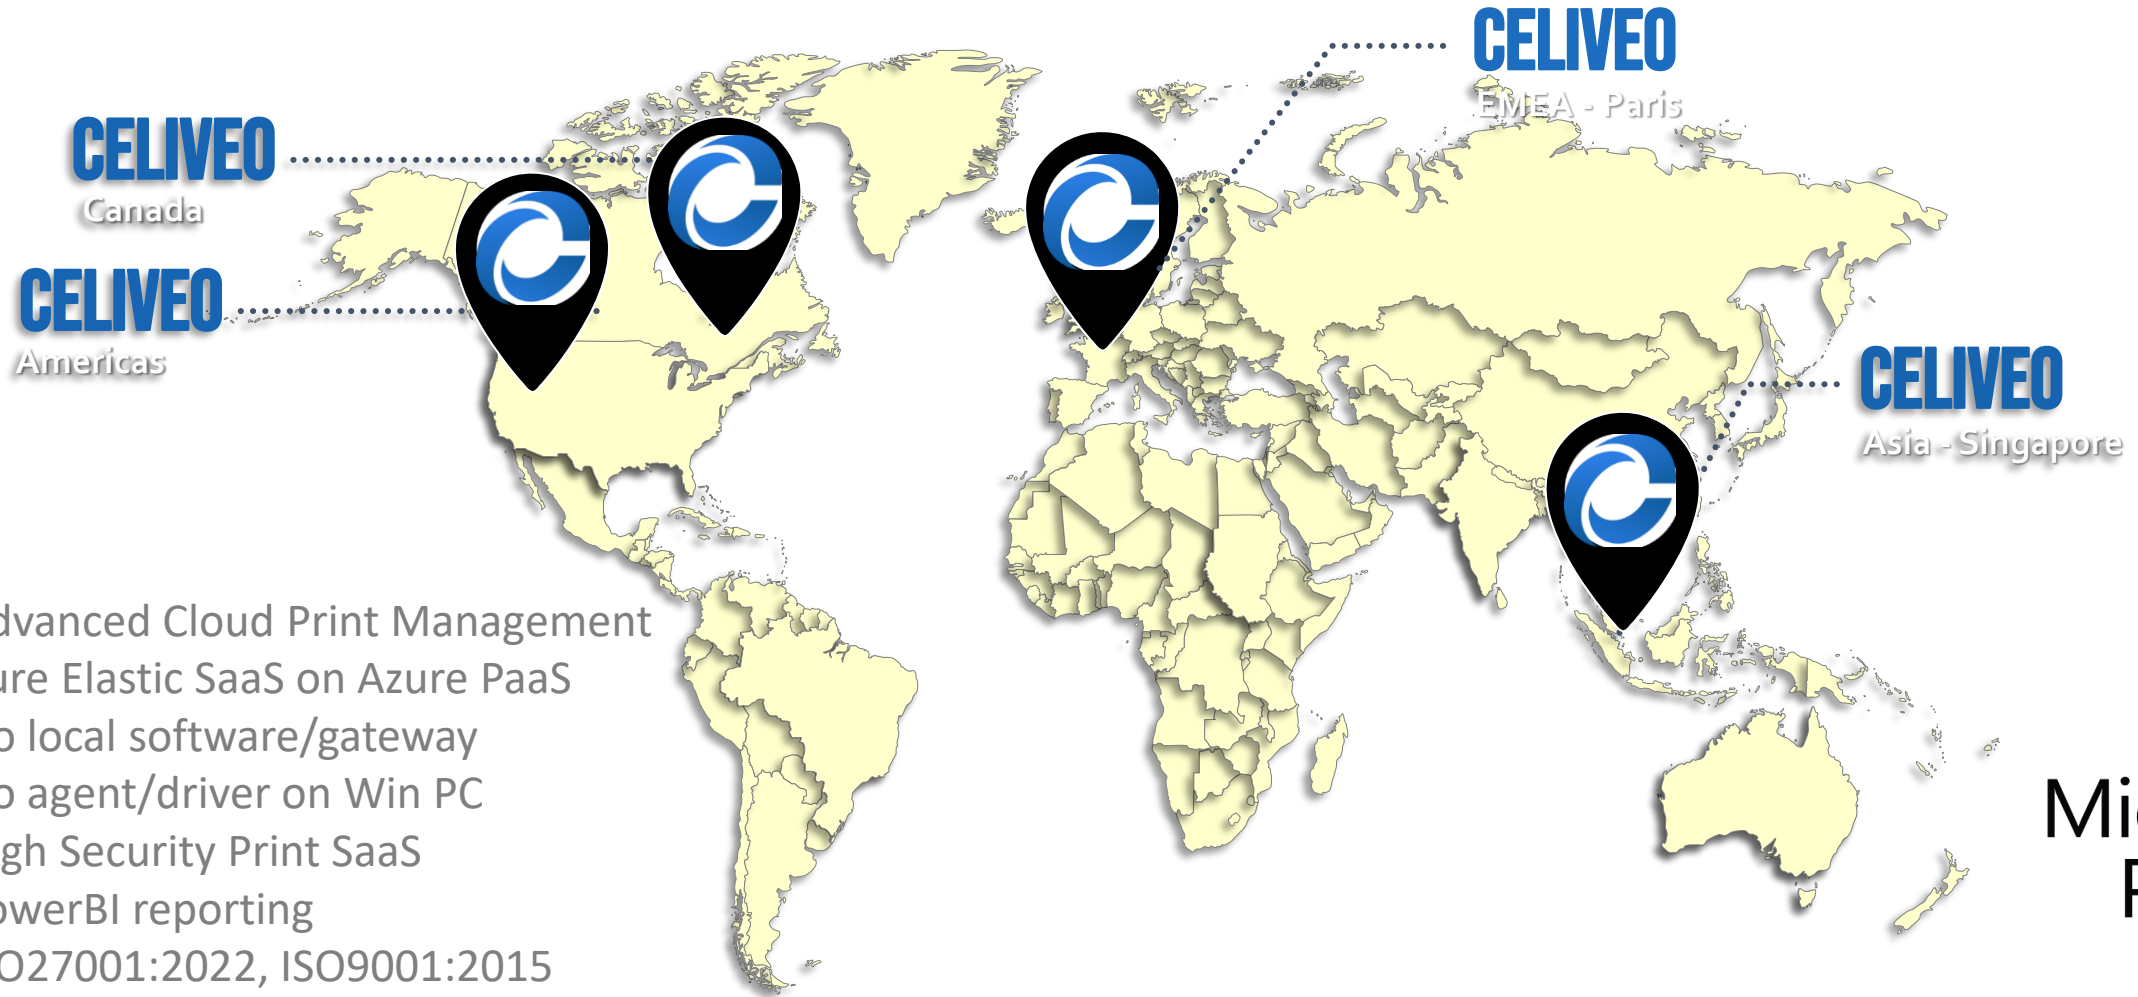 CELIVEO
EMEA - Paris
CELIVEO
Canada
CELIVEO
Americas
CELIVEO
Asia - Singapore
dvanced Cloud Print Management
ure Elastic SaaS on Azure PaaS
o local software/gateway
o agent/driver on Win PC
gh Security Print SaaS
owerBI reporting
O27001:2022, ISO9001:2015
Mi